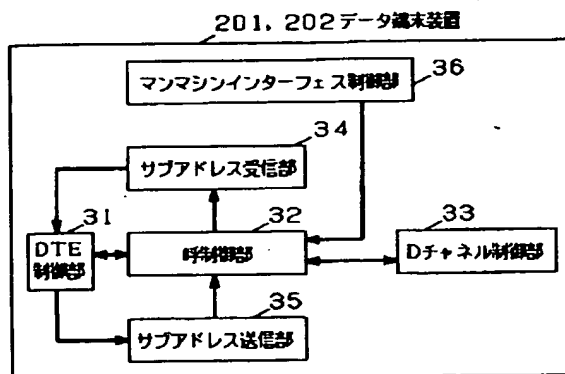 201, 202データ端末装置
マンマシンインターフェス制御部
36
34
サブアドレス受信部
31
32
33
DTE
制御部
呼制御部
Dチャネル制御部
35
サブアドレス送信部